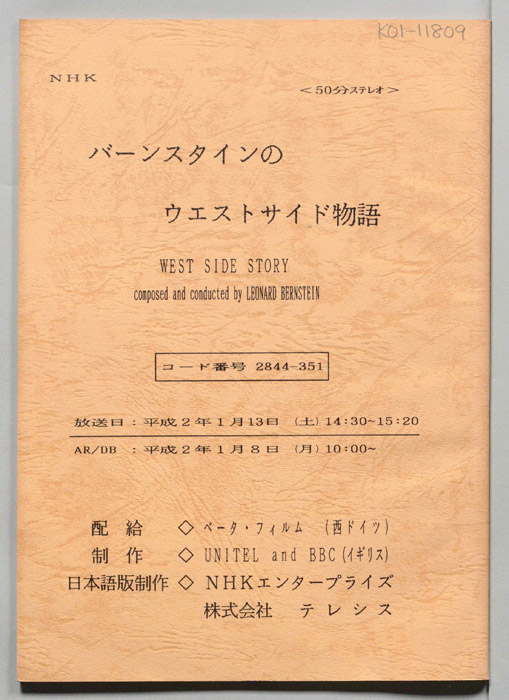 K01-11809
NHK
<50分ステレオ>
バーンスタインの
ウエストサイド物語
WEST SIDE STORY
composed and conducted by LEONARD BERNSTEIN
コード番号 2844-351
放送日：平成2年1月13日 (土) 14:30~15:20
AR/DB ：平成2年1月8日 (月) 10:00~
配給 ◇ ベータ・フィルム (西ドイツ)
制作 ◇ UNITEL and BBC (イギリス)
日本語版制作 ◇ NHKエンタープライズ
株式会社 テレシス